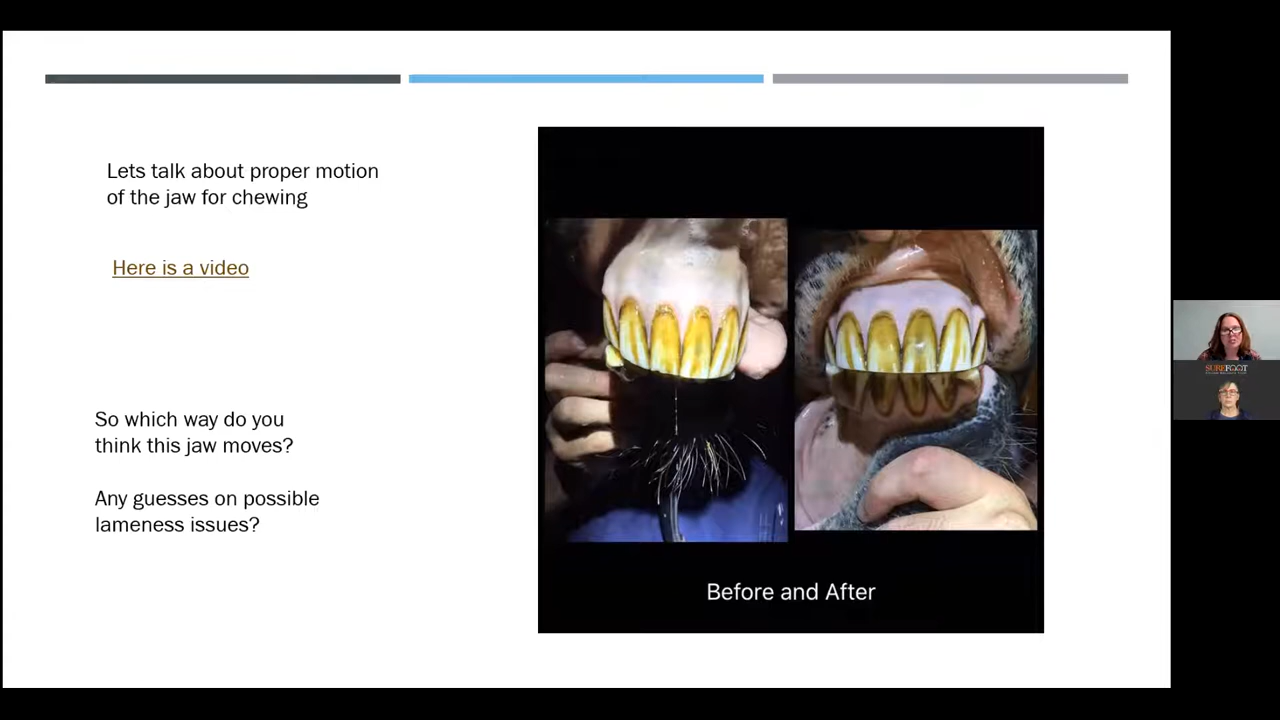 Lets talk about proper motion
of the jaw for chewing
Here is a video
So which way do you
think this jaw moves?
Any guesses on possible
lameness issues?
Before and After
SUREFOOT